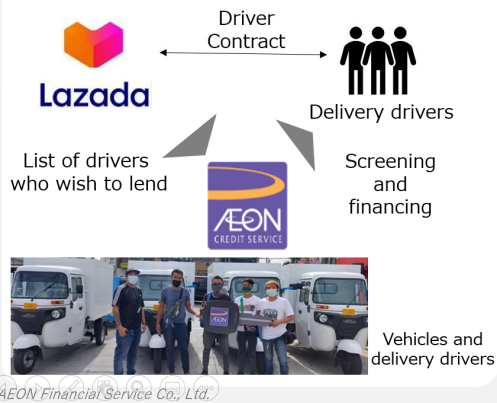 Driver
Contract
Lazada
Delivery drivers
List of drivers
who wish to lend
Screening
and
financing
ÆON
CREDIT SERVICE
Vehicles and
delivery drivers
AEON Financial Service Co., Ltd.